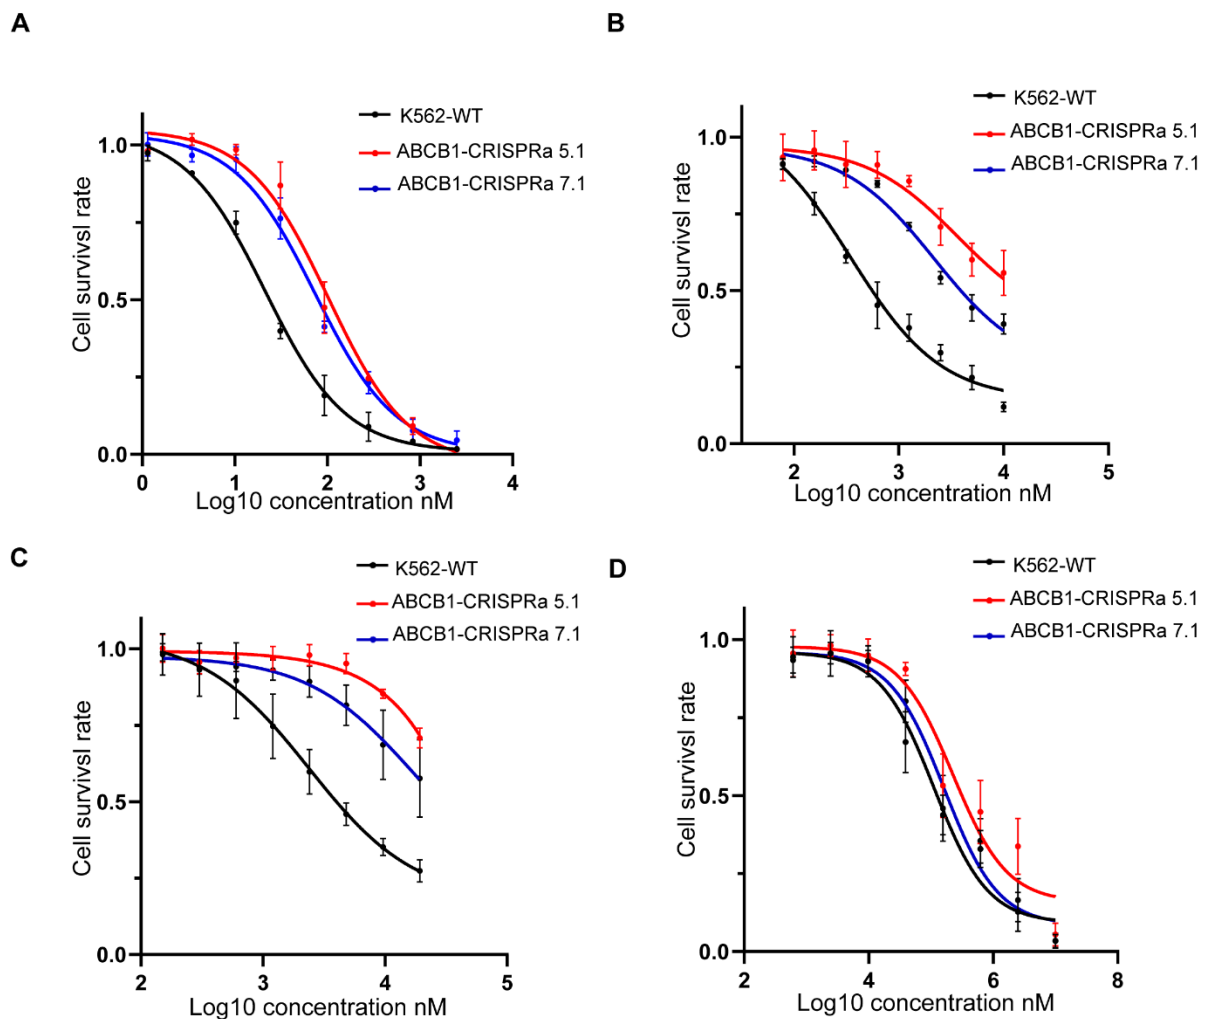 A
K562-WT
ABCB1-CRISPRa 5.1
ABCB1-CRISPRa 7.1
1.0
0.5
0.0
Cell survivsl rate
0 1 2 3 4
Log10 concentration nM
B
K562-WT
ABCB1-CRISPRa 5.1
ABCB1-CRISPRa 7.1
1.0
0.5
0.0
Cell survivsl rate
2 3 4 5
Log10 concentration nM
C
K562-WT
ABCB1-CRISPRa 5.1
ABCB1-CRISPRa 7.1
1.0
0.5
0.0
Cell survivsl rate
2 3 4 5
Log10 concentration nM
D
K562-WT
ABCB1-CRISPRa 5.1
ABCB1-CRISPRa 7.1
1.0
0.5
0.0
Cell survivsl rate
2 4 6 8
Log10 concentration nM